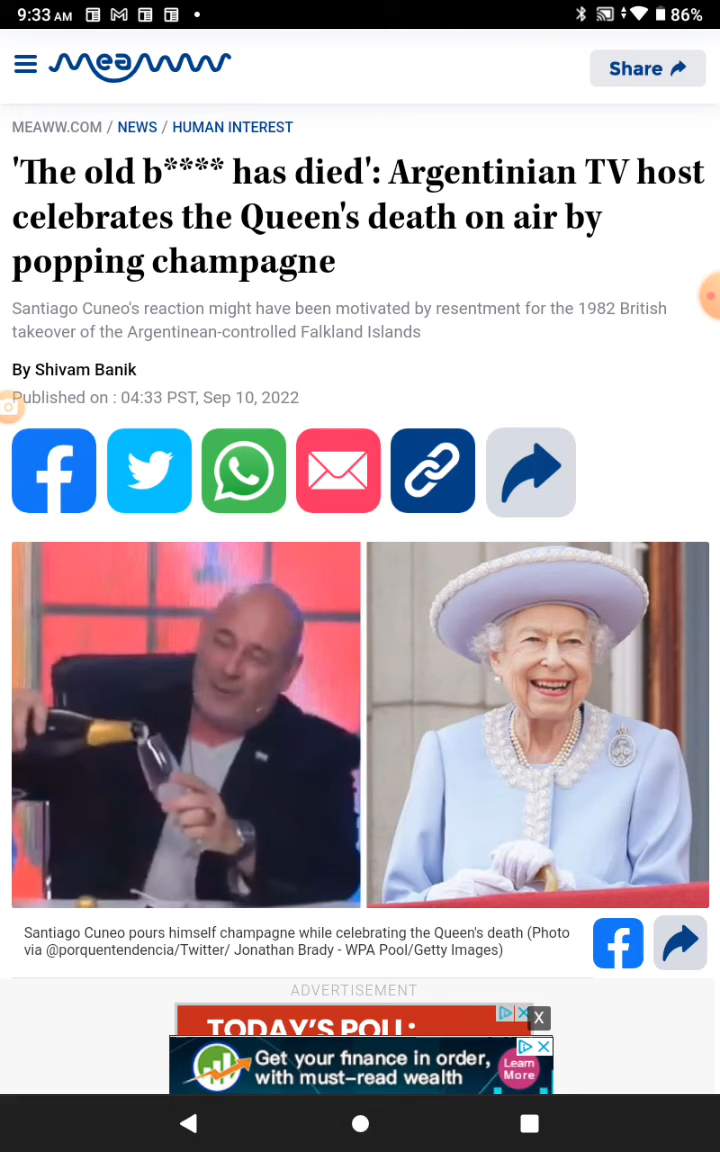 9:33 AM
86%
meaww
Share
MEAWW.COM / NEWS / HUMAN INTEREST
'The old b**** has died': Argentinian TV host
celebrates the Queen's death on air by
popping champagne
Santiago Cuneo's reaction might have been motivated by resentment for the 1982 British
takeover of the Argentinean-controlled Falkland Islands
By Shivam Banik
Published on : 04:33 PST, Sep 10, 2022
Santiago Cuneo pours himself champagne while celebrating the Queen's death (Photo
via @porquentendencia/Twitter/ Jonathan Brady - WPA Pool/Getty Images)
ADVERTISEMENT
TODAY'S POLL:
X
Get your finance in order,
with must-read wealth
Learn
More